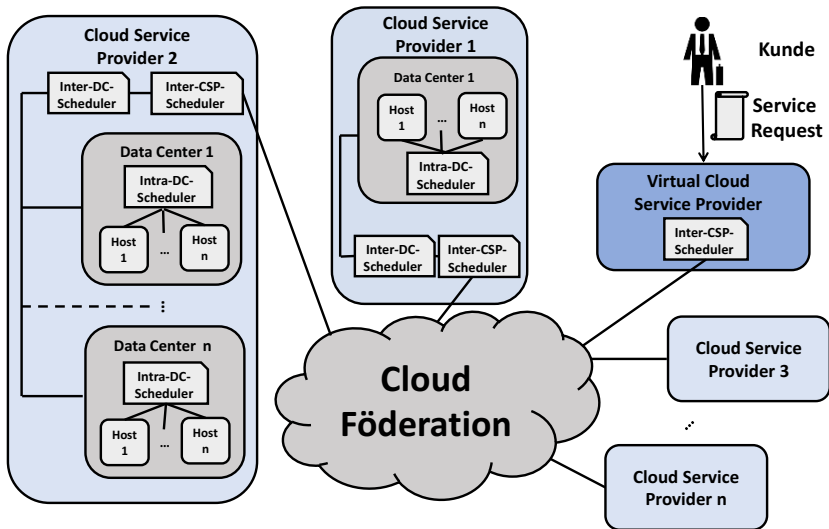 Cloud Service
Provider 2
Inter-DC-
Scheduler
Inter-CSP-
Scheduler
Data Center 1
Intra-DC-
Scheduler
Host
1
...
Host
n
...
Data Center n
Intra-DC-
Scheduler
Host
1
...
Host
n
Cloud Service
Provider 1
Data Center 1
Host
1
...
Host
n
Intra-DC-
Scheduler
Inter-DC-
Scheduler
Inter-CSP-
Scheduler
Kunde
Service
Request
Virtual Cloud
Service Provider
Inter-CSP-
Scheduler
Cloud
Föderation
Cloud Service
Provider 3
...
Cloud Service
Provider n